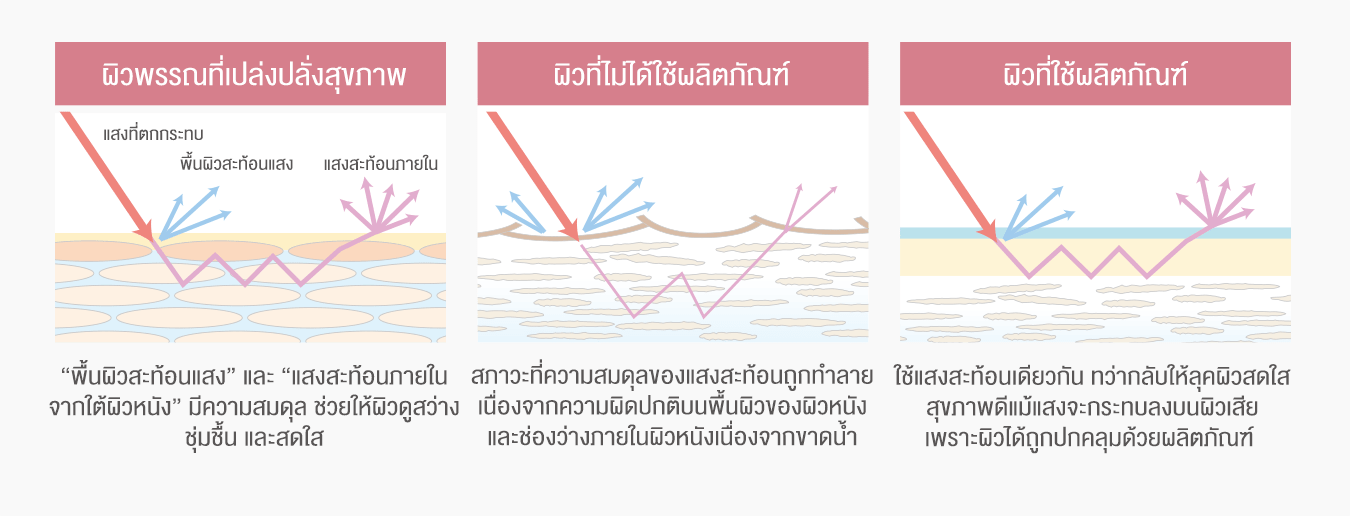 ผิวพรรณที่เปล่งปลั่งสุขภาพ
แสงที่ตกกระทบ
พื้นผิวสะท้อนแสง
แสงสะท้อนภายใน
“พื้นผิวสะท้อนแสง” และ “แสงสะท้อนภายใน
จากใต้ผิวหนัง” มีความสมดุล ช่วยให้ผิวดูสว่าง
ชุ่มชื้น และสดใส
ผิวที่ไม่ได้ใช้ผลิตภัณฑ์
สภาวะที่ความสมดุลของแสงสะท้อนถูกทำลาย
เนื่องจากความผิดปกติบนพื้นผิวของผิวหนัง
และช่องว่างภายในผิวหนังเนื่องจากขาดน้ำ
ผิวที่ใช้ผลิตภัณฑ์
ใช้แสงสะท้อนเดียวกัน ทว่ากลับให้ลุคผิวสดใส
สุขภาพดีแม้แสงจะกระทบลงบนผิวเสีย
เพราะผิวได้ถูกปกคลุมด้วยผลิตภัณฑ์